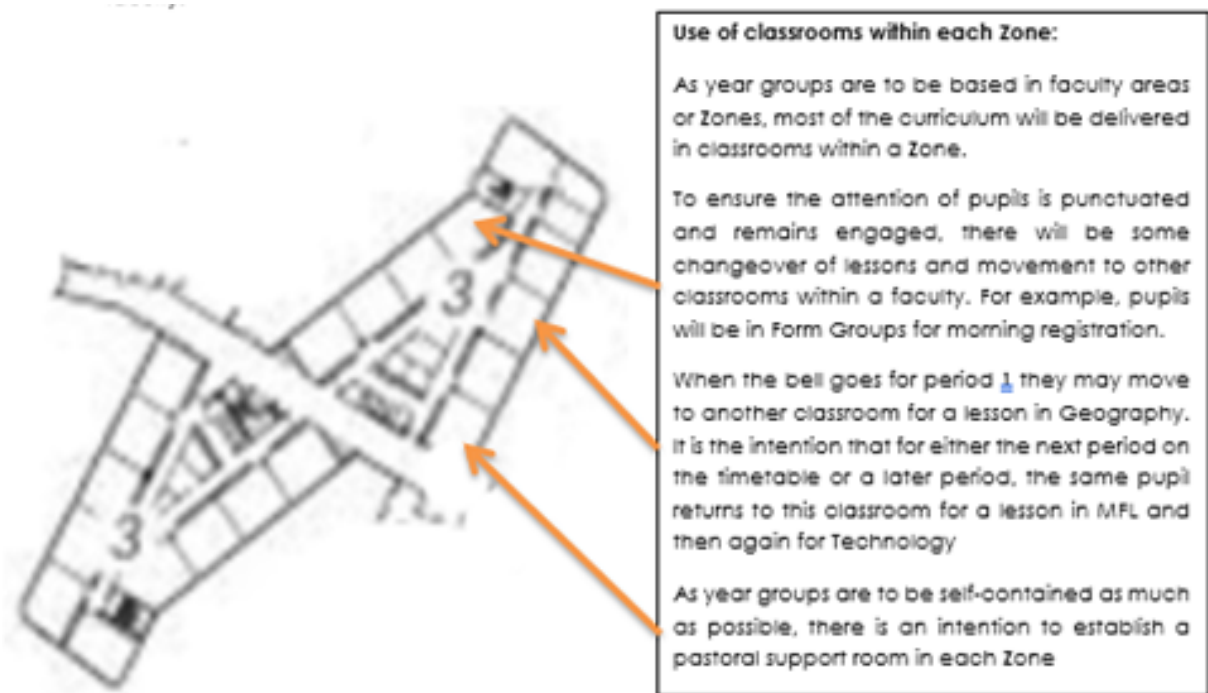 Use of classrooms within each Zone:
As year groups are to be based in faculty areas
or Zones, most of the curriculum will be delivered
in classrooms within a Zone.
To ensure the attention of pupils is punctuated
and remains engaged, there will be some
changeover of lessons and movement to other
classrooms within a faculty. For example, pupils
will be in Form Groups for morning registration.
When the bell goes for period 1 they may move
to another classroom for a lesson in Geography.
It is the intention that for either the next period on
the timetable or a later period, the same pupil
returns to this classroom for a lesson in MFL and
then again for Technology
As year groups are to be self-contained as much
as possible, there is an intention to establish a
pastoral support room in each Zone
3
3